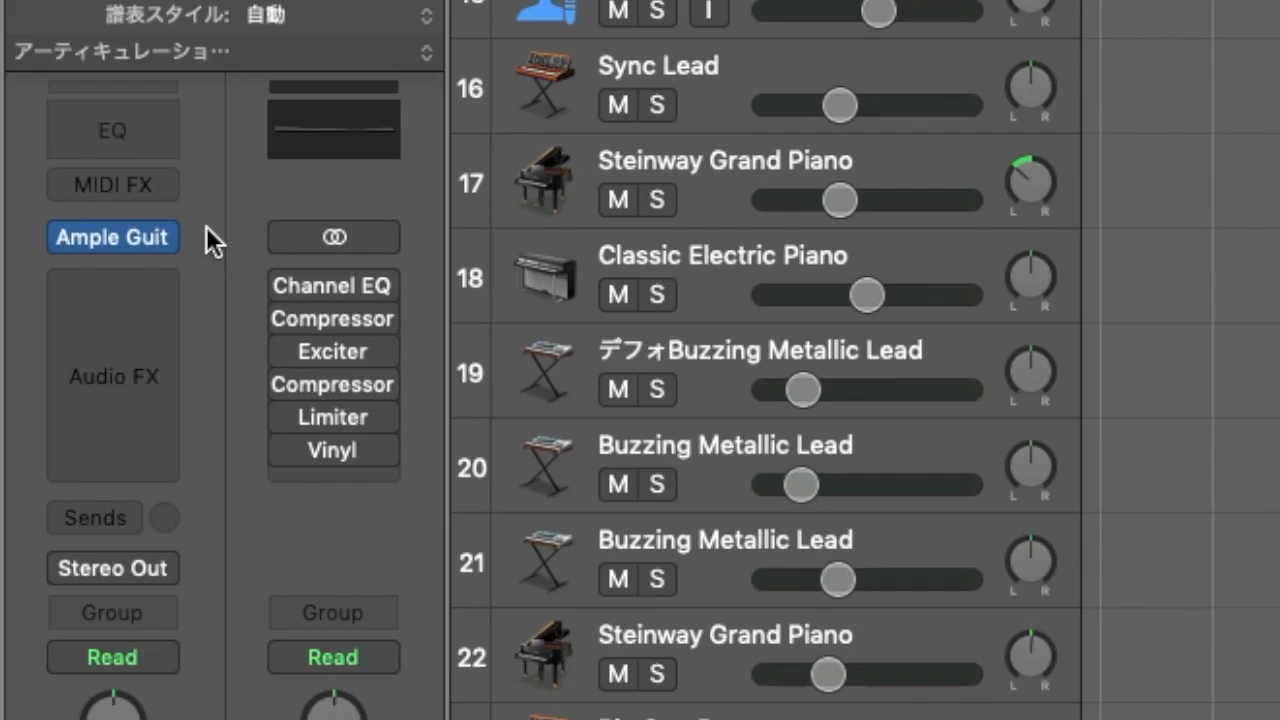 譜表スタイル: 自動
アーティキュレーショ…
EQ
MIDI FX
Ample Guit
Audio FX
Sends
Stereo Out
Group
Read
Channel EQ
Compressor
Exciter
Compressor
Limiter
Vinyl
Group
Read
M S I
L R
16 Sync Lead
M S
L R
17 Steinway Grand Piano
M S
L R
18 Classic Electric Piano
M S
L R
19 デフォBuzzing Metallic Lead
M S
L R
20 Buzzing Metallic Lead
M S
L R
21 Buzzing Metallic Lead
M S
L R
22 Steinway Grand Piano
M S
L R